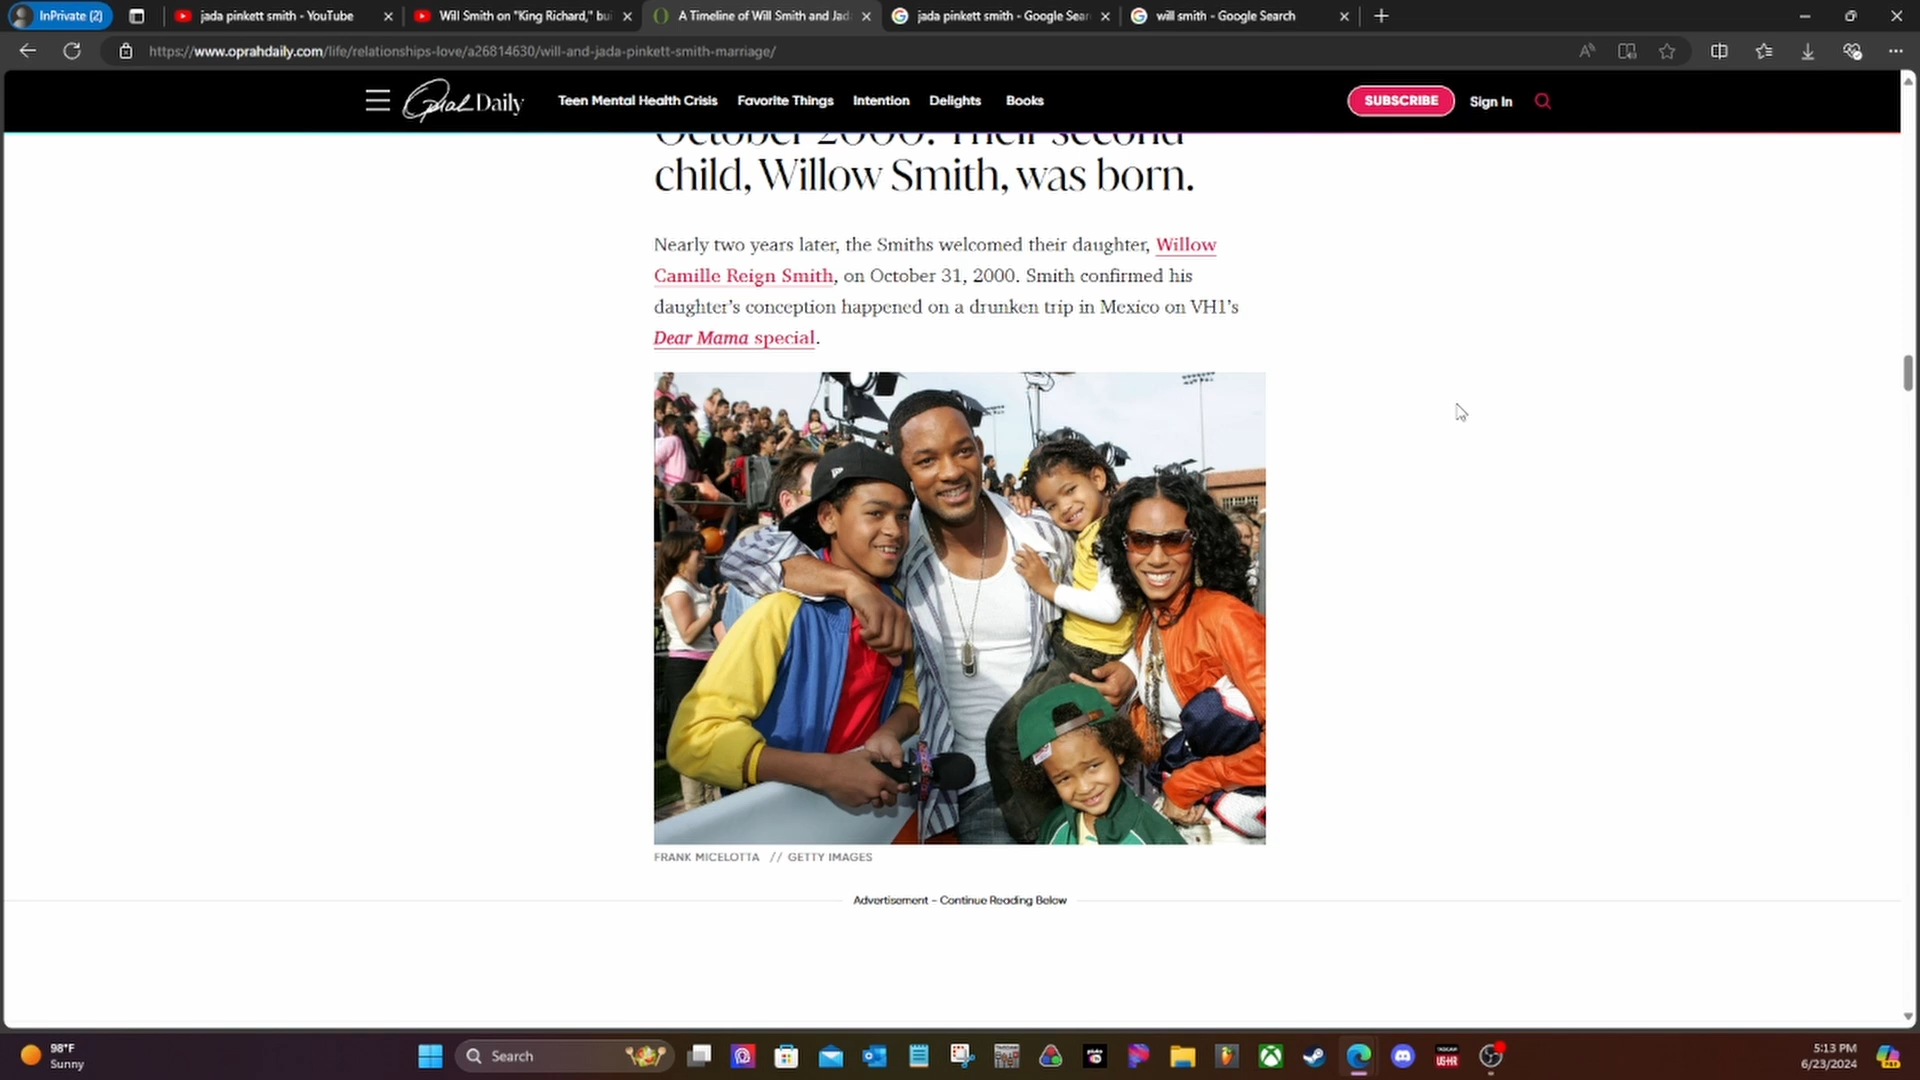 InPrivate (2)
jada pinkett smith - YouTube
Will Smith on "King Richard," bui
A Timeline of Will Smith and Jad
jada pinkett smith - Google Sear
will smith - Google Search
https://www.oprahdaily.com/life/relationships-love/a26814630/will-and-jada-pinkett-smith-marriage/
Oprah Daily
Teen Mental Health Crisis
Favorite Things
Intention
Delights
Books
SUBSCRIBE
Sign In
October 2000: Their second
child, Willow Smith, was born.
Nearly two years later, the Smiths welcomed their daughter, Willow
Camille Reign Smith, on October 31, 2000. Smith confirmed his
daughter's conception happened on a drunken trip in Mexico on VH1's
Dear Mama special.
FRANK MICELOTTA // GETTY IMAGES
Advertisement - Continue Reading Below
98°F
Sunny
Search
5:13 PM
6/23/2024